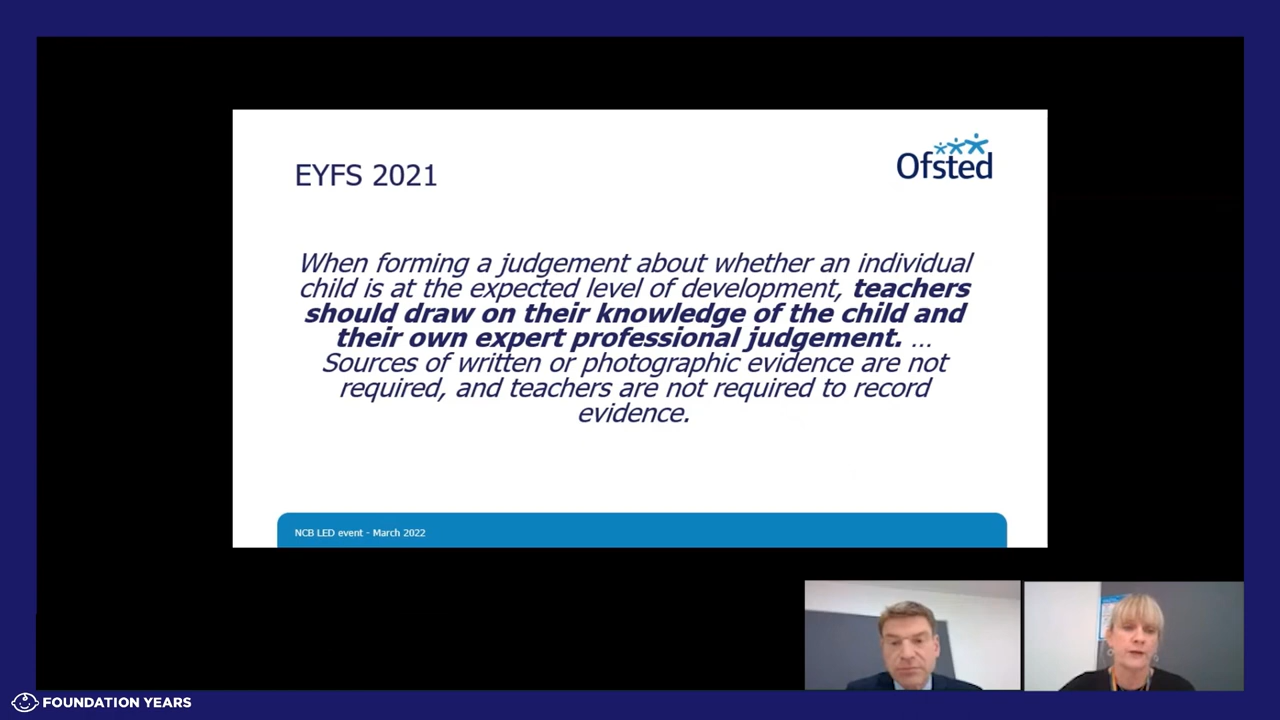 EYFS 2021
Ofsted
When forming a judgement about whether an individual
child is at the expected level of development, teachers
should draw on their knowledge of the child and
their own expert professional judgement. ...
Sources of written or photographic evidence are not
required, and teachers are not required to record
evidence.
NCB LED event - March 2022
FOUNDATION YEARS